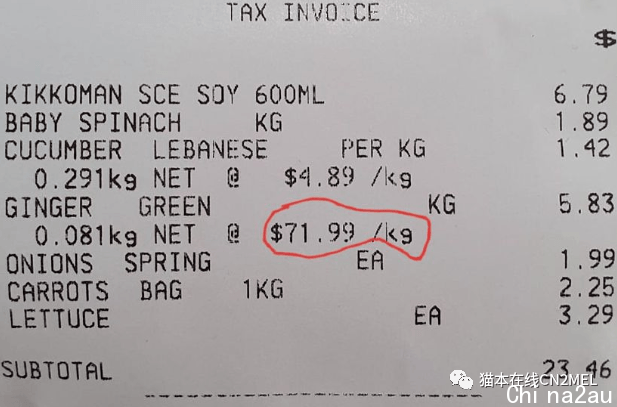 TAX INVOICE
$
KIKKOMAN SCE SOY 600ML 6.79
BABY SPINACH KG 1.89
CUCUMBER LEBANESE PER KG 1.42
0.291kg NET @ $4.89 /kg
GINGER GREEN KG 5.83
0.081kg NET @ $71.99 /kg
ONIONS SPRING EA 1.99
CARROTS BAG 1KG 2.25
LETTUCE EA 3.29
SUBTOTAL 23.46
猫本在线CN2MEL
China2au